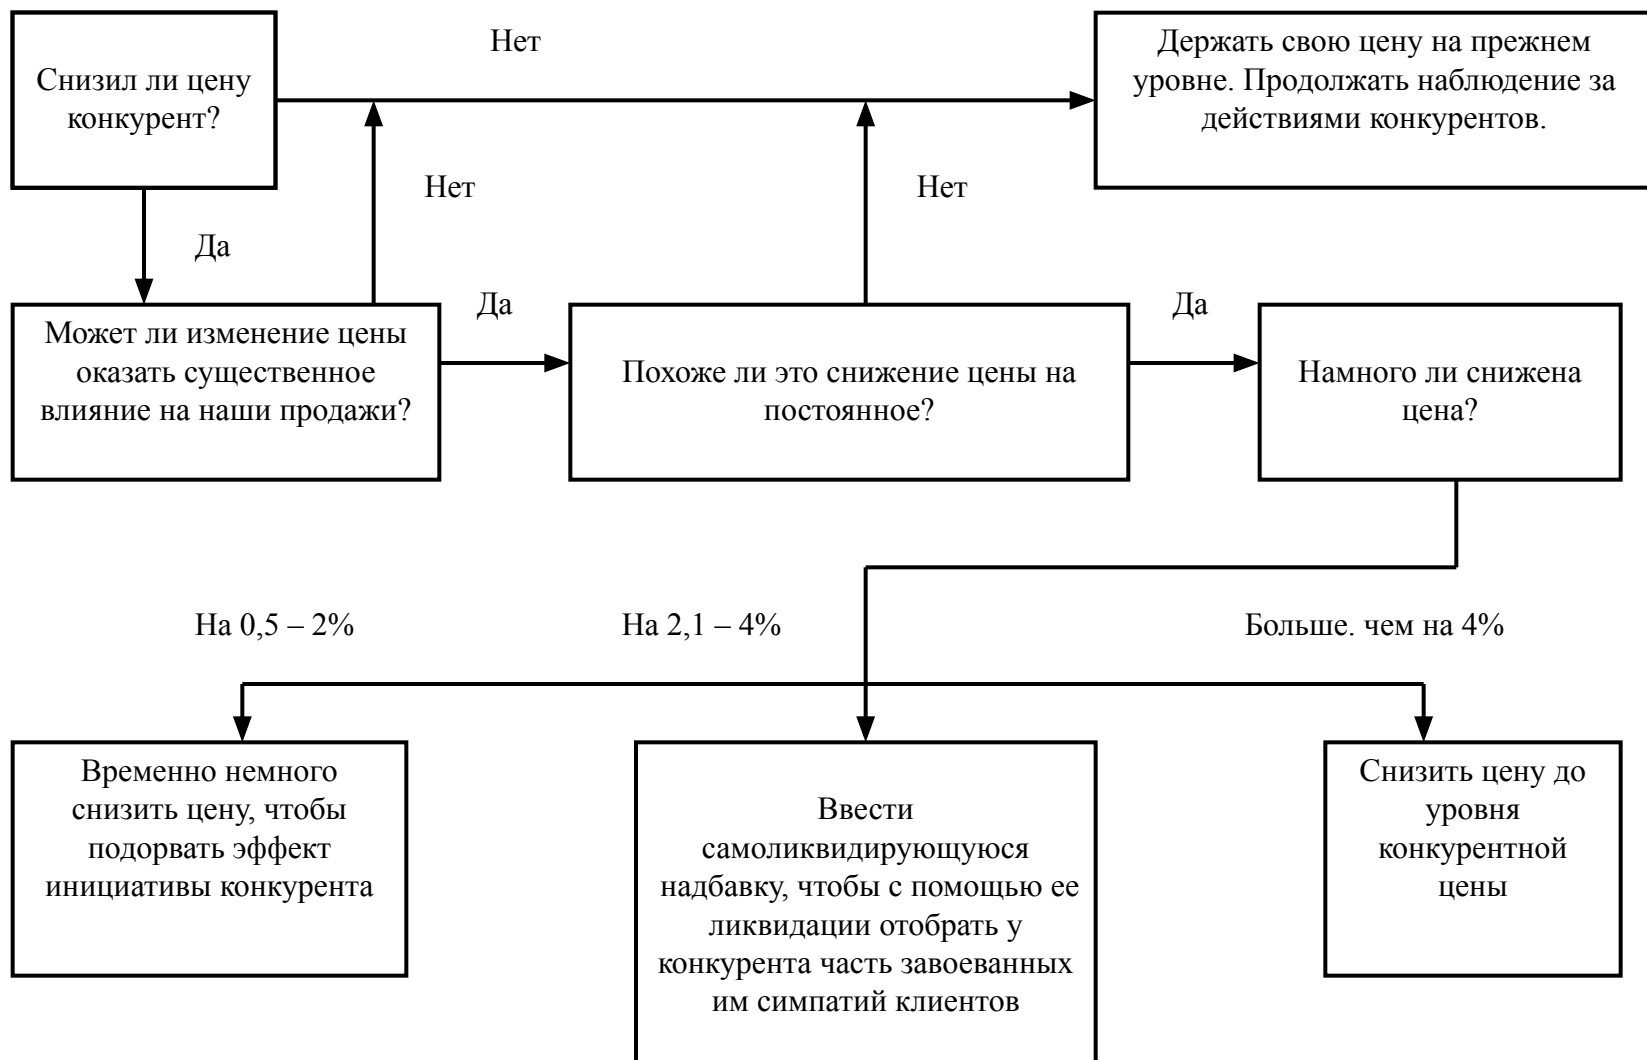 Снизил ли цену
конкурент?
Нет
Держать свою цену на прежнем
уровне. Продолжать наблюдение за
действиями конкурентов.
Нет
Нет
Да
Может ли изменение цены
оказать существенное
влияние на наши продажи?
Да
Похоже ли это снижение цены на
постоянное?
Да
Намного ли снижена
цена?
На 0,5 – 2%
На 2,1 – 4%
Больше. чем на 4%
Временно немного
снизить цену, чтобы
подорвать эффект
инициативы конкурента
Ввести
самоликвидирующуюся
надбавку, чтобы с помощью ее
ликвидации отобрать у
конкурента часть завоеванных
им симпатий клиентов
Снизить цену до
уровня
конкурентной
цены